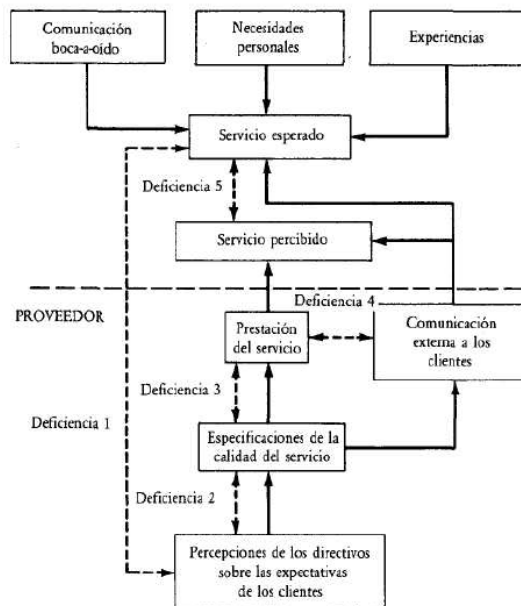 Comunicación
boca-a-oído
Necesidades
personales
Experiencias
Servicio esperado
Deficiencia 5
Servicio percibido
PROVEEDOR
Deficiencia 4
Prestación
del servicio
Comunicación
externa a los
clientes
Deficiencia 3
Deficiencia 1
Especificaciones de la
calidad del servicio
Deficiencia 2
Percepciones de los directivos
sobre las expectativas
de los clientes